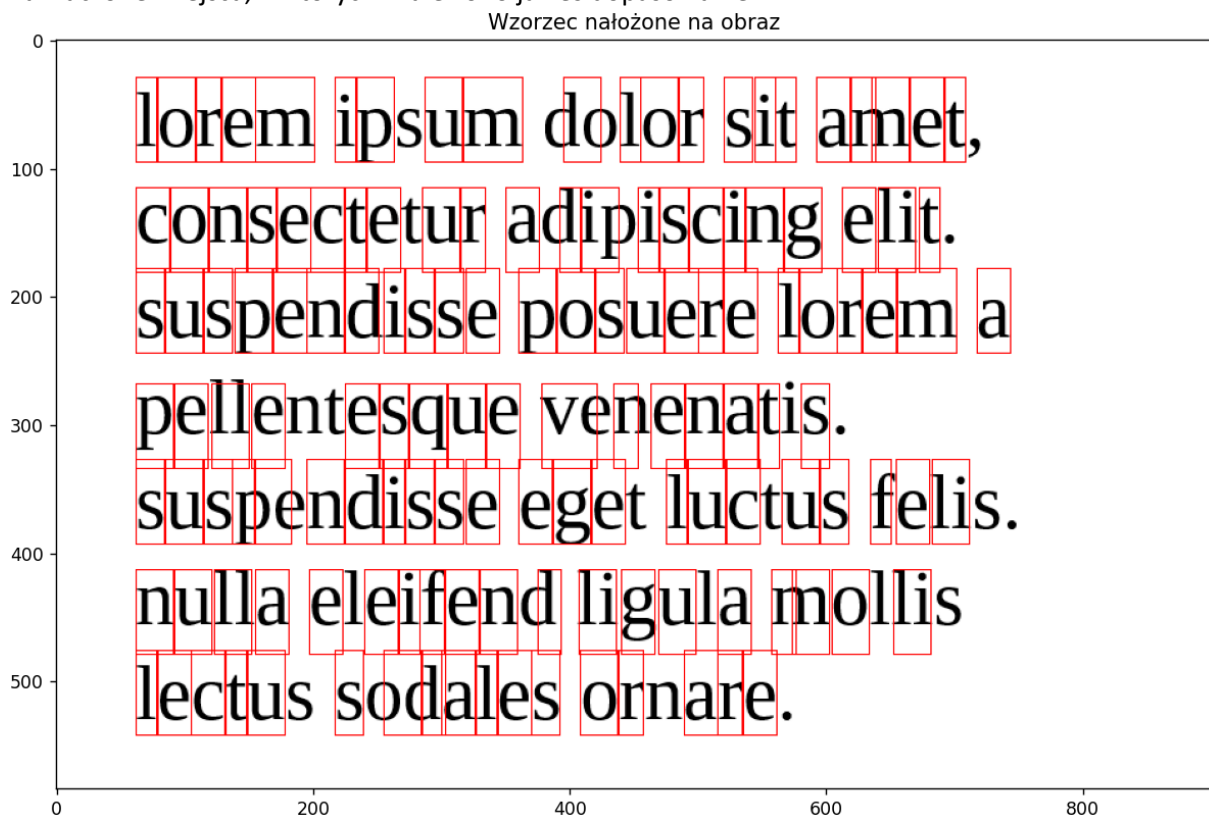 Wzorzec nałożone na obraz
lorem ipsum dolor sit amet,
consectetur adipiscing elit.
suspendisse posuere lorem a
pellentesque venenatis.
suspendisse eget luctus felis.
nulla eleifend ligula mollis
lectus sodales ornare.
0
100
200
300
400
500
0 200 400 600 800